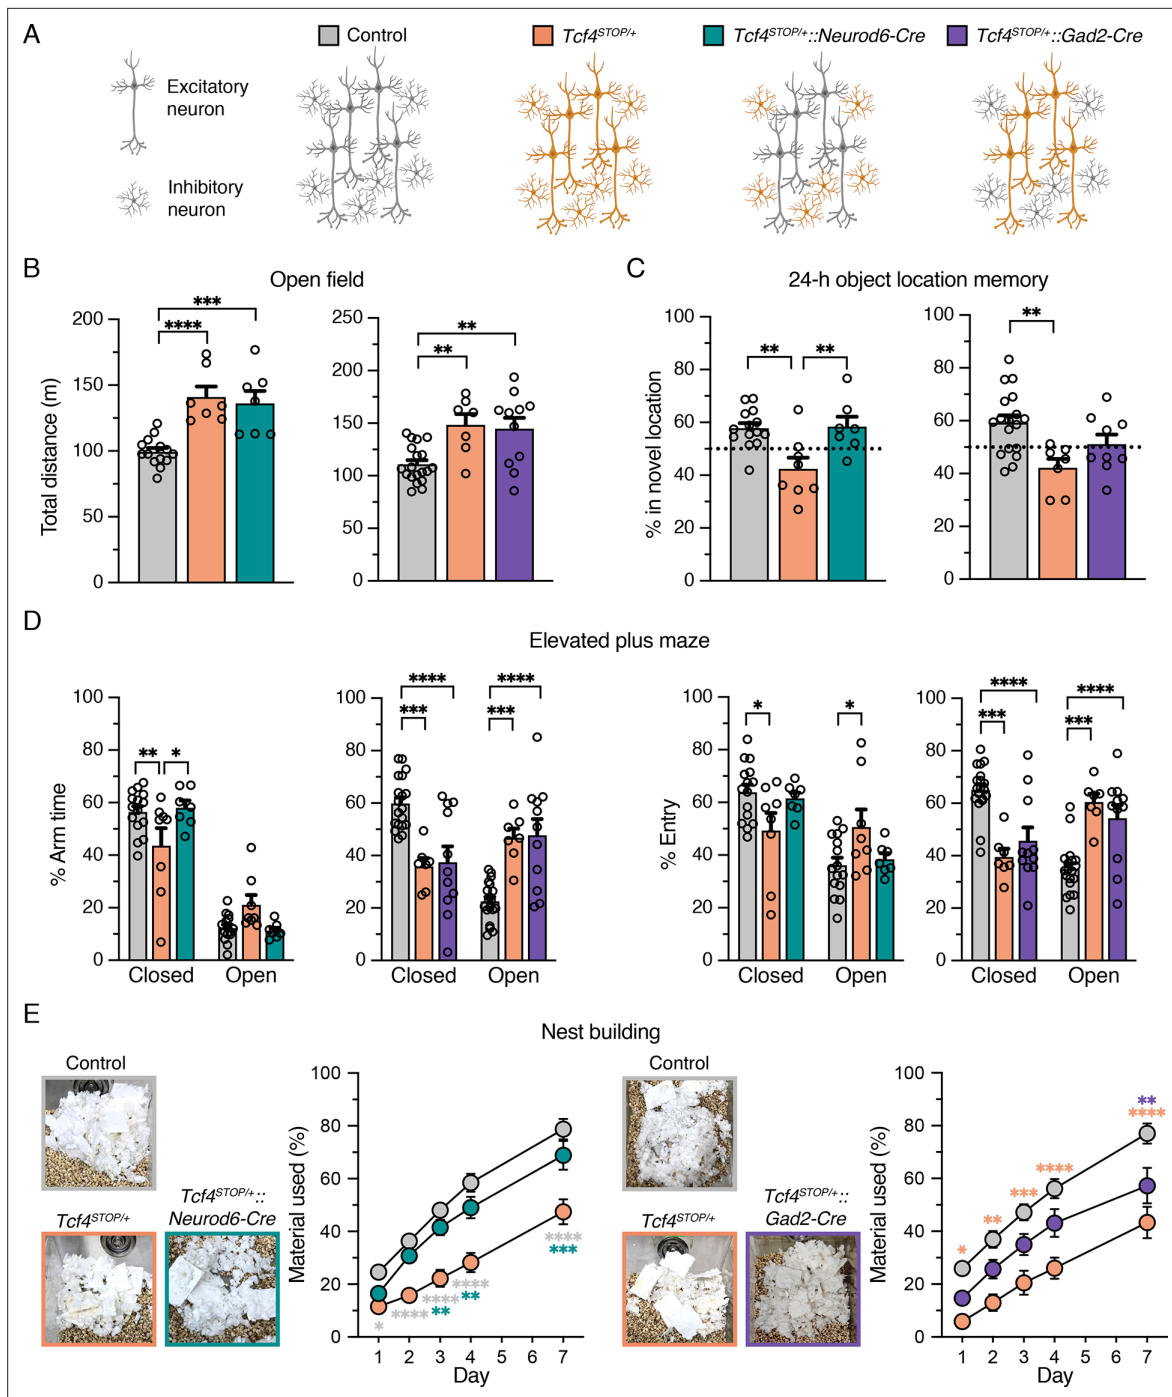 A
Control
Tcf4STOP/+
Tcf4STOP/+::Neurod6-Cre
Tcf4STOP/+::Gad2-Cre
Excitatory
neuron
Inhibitory
neuron
B
Open field
Total distance (m)
200
150
100
50
0
***
****
250
200
150
100
50
0
**
**
C
24-h object location memory
% in novel location
100
80
60
40
20
0
**
**
100
80
60
40
20
0
**
D
Elevated plus maze
% Arm time
100
80
60
40
20
0
**
*
Closed
Open
100
80
60
40
20
0
****
***
****
***
Closed
Open
% Entry
100
80
60
40
20
0
*
*
Closed
Open
100
80
60
40
20
0
****
***
****
***
Closed
Open
E
Nest building
Control
Tcf4STOP/+
Tcf4STOP/+::
Neurod6-Cre
Material used (%)
100
80
60
40
20
0
*
****
****
**
****
**
****
***
1 2 3 4 5 6 7
Day
Control
Tcf4STOP/+
Tcf4STOP/+::
Gad2-Cre
Material used (%)
100
80
60
40
20
0
*
**
***
****
**
****
1 2 3 4 5 6 7
Day